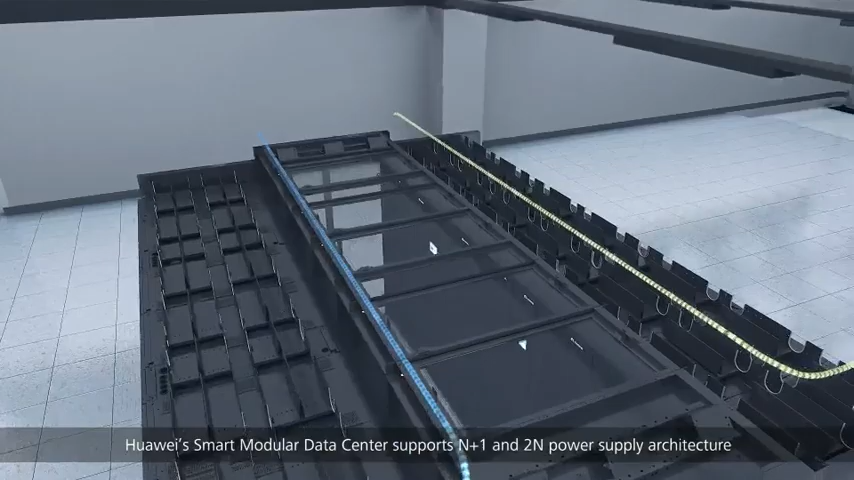 Huawei's Smart Modular Data Center supports N+1 and 2N power supply architecture